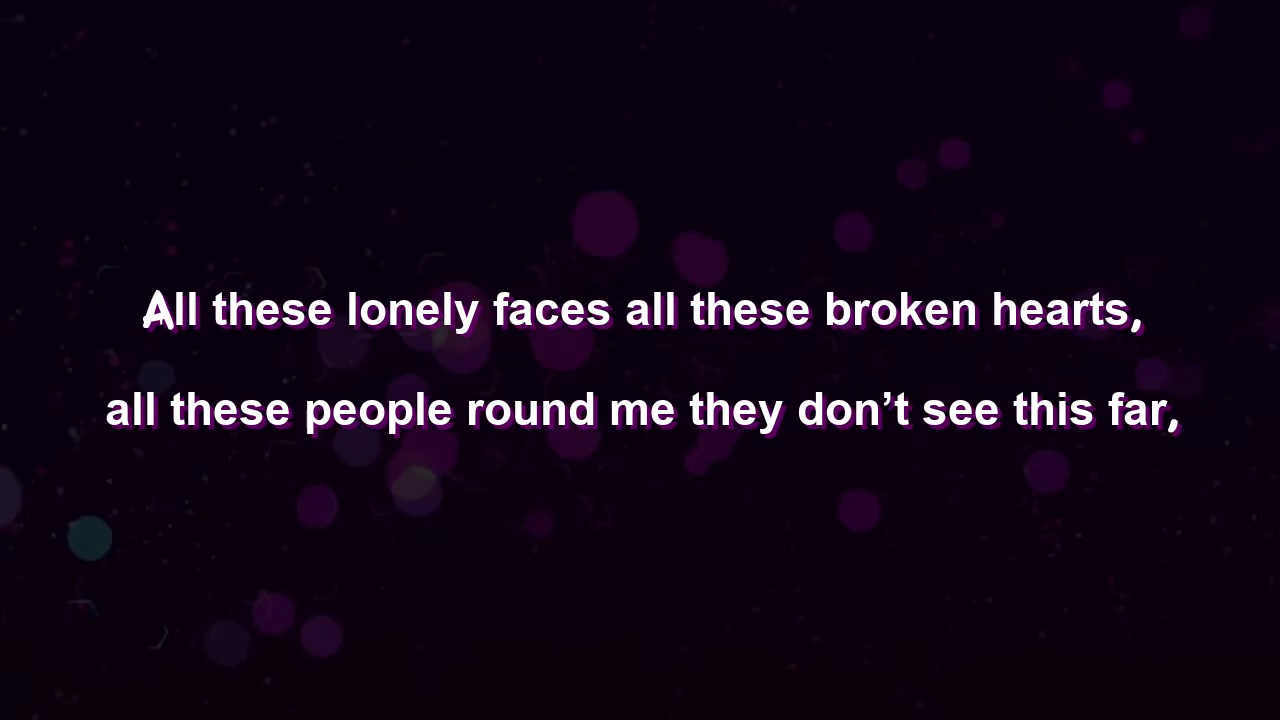 All these lonely faces all these broken hearts,
all these people round me they don’t see this far,